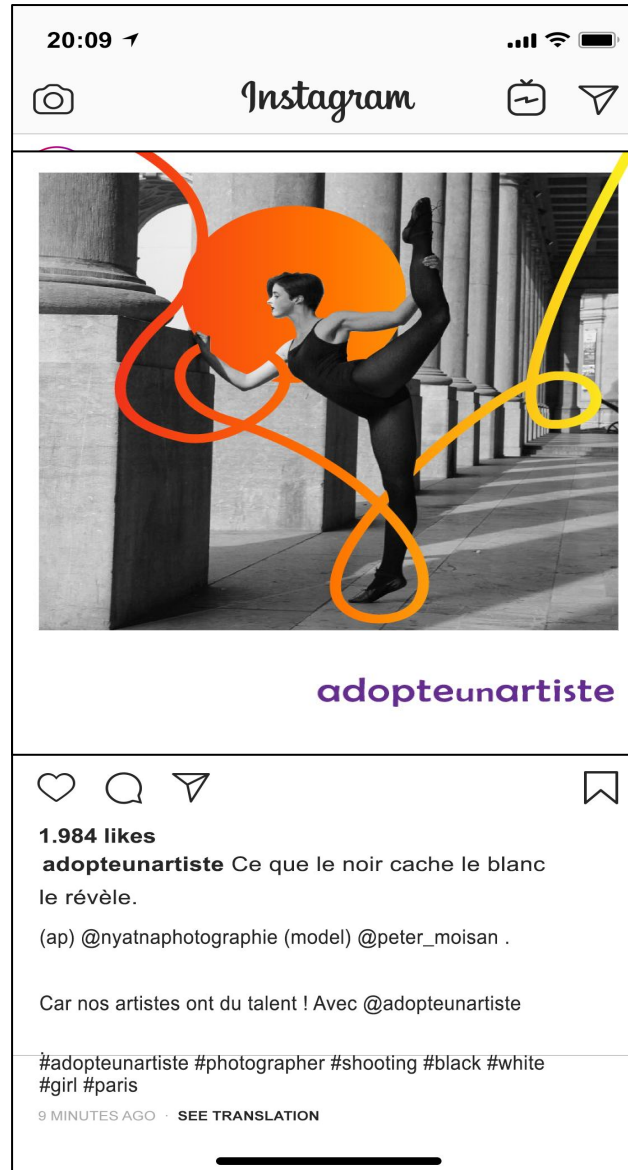 20:09
Instagram
adopteunartiste
1.984 likes
adopteunartiste Ce que le noir cache le blanc
le révèle.
(ap) @nyatnaphotographie (model) @peter_moisan .
Car nos artistes ont du talent ! Avec @adopteunartiste
.
#adopteunartiste #photographer #shooting #black #white
#girl #paris
9 MINUTES AGO · SEE TRANSLATION